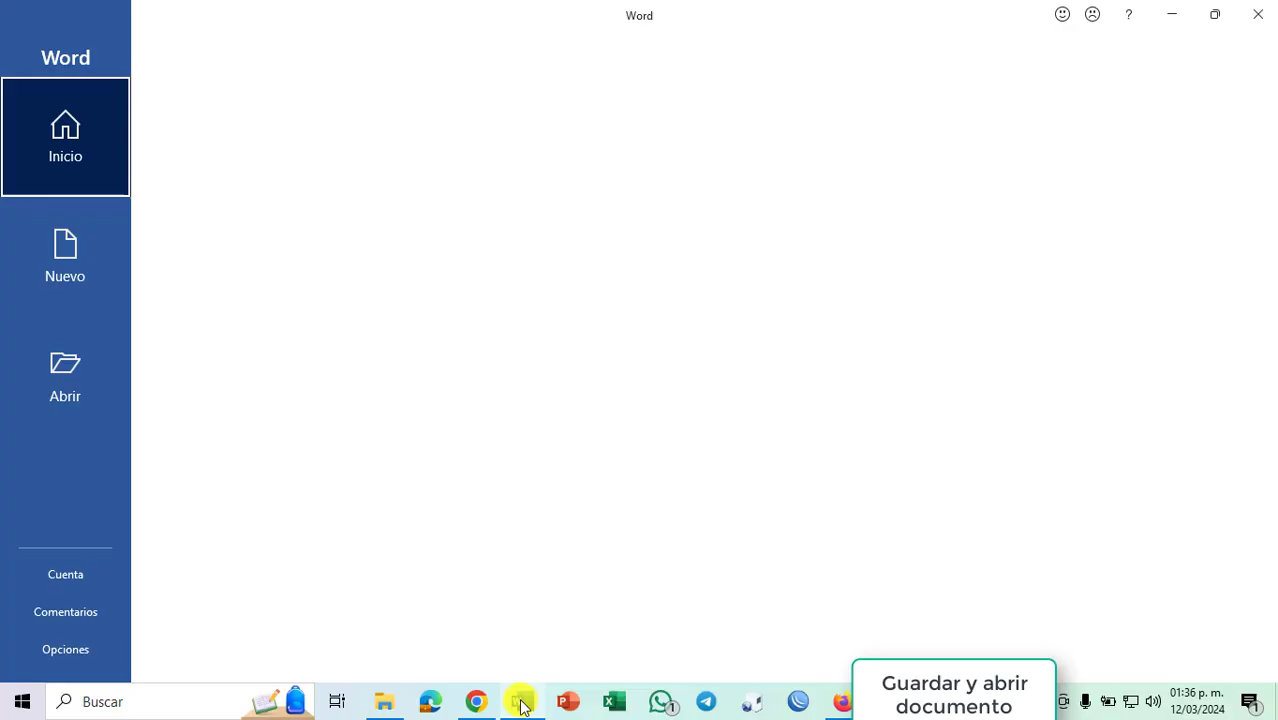 Word
Word
Inicio
Nuevo
Abrir
Cuenta
Comentarios
Opciones
Buscar
Guardar y abrir
documento
01:36 p. m.
12/03/2024